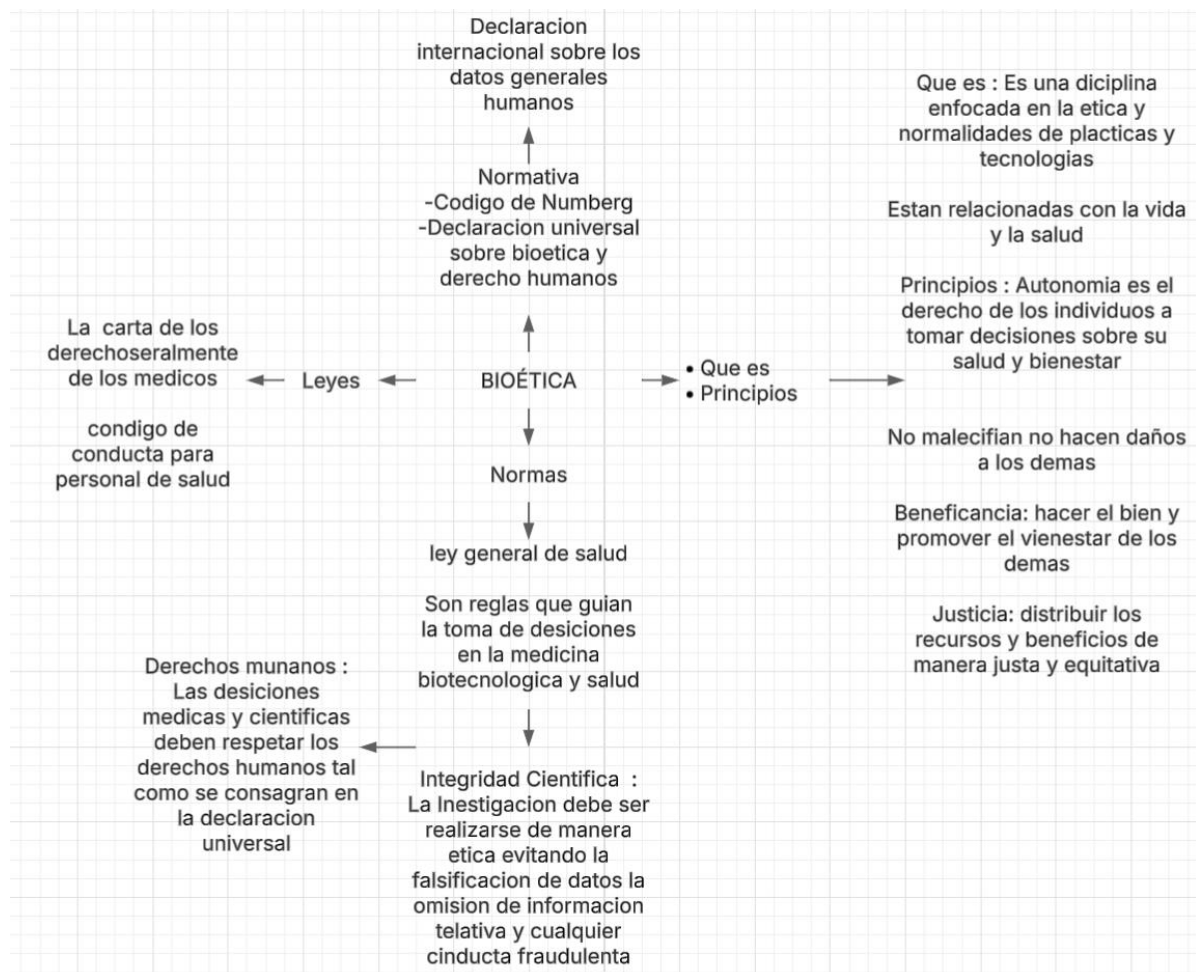 Declaracion
internacional sobre los
datos generales
humanos
Normativa
-Codigo de Numberg
-Declaracion universal
sobre bioetica y
derecho humanos
La  carta de los
derechoseralmente
de los medicos
condigo de
conducta para
personal de salud
Leyes
BIOÉTICA
• Que es
• Principios
Que es : Es una diciplina
enfocada en la etica y
normalidades de placticas y
tecnologias
Estan relacionadas con la vida
y la salud
Principios : Autonomia es el
derecho de los individuos a
tomar decisiones sobre su
salud y bienestar
No malecifian no hacen daños
a los demas
Beneficancia: hacer el bien y
promover el vienestar de los
demas
Justicia: distribuir los
recursos y beneficios de
manera justa y equitativa
Normas
ley general de salud
Son reglas que guian
la toma de desiciones
en la medicina
biotecnologica y salud
Derechos munanos :
Las desiciones
medicas y cientificas
deben respetar los
derechos humanos tal
como se consagran en
la declaracion
universal
Integridad Cientifica  :
La Inestigacion debe ser
realizarse de manera
etica evitando la
falsificacion de datos la
omision de informacion
telativa y cualquier
cinducta fraudulenta